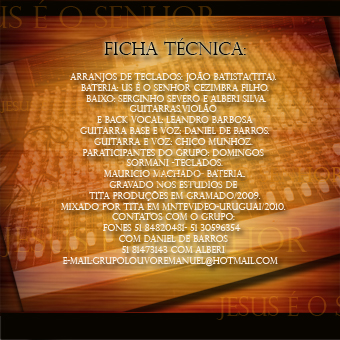 US É O SENHOR
FICHA TÉCNICA:
ARRANJOS DE TECLADOS: JOÃO BATISTA(TITA).
BATERIA: US É O SENHOR CEZIMBRA FILHO.
BAIXO: SERGINHO SEVERO E ALBERI SILVA.
GUITARRAS,VIOLÃO
E BACK VOCAL: LEANDRO BARBOSA
GUITARRA BASE E VOZ: DANIEL DE BARROS.
GUITARRA E VOZ: CHICO MUNHOZ.
PARATICIPANTES DO GRUPO: DOMINGOS
SORMANI -TECLADOS
MAURICIO MACHADO- BATERIA.
GRAVADO NOS ESTUDIOS DE
TITA PRODUÇÕES EM GRAMADO/2009.
MIXADO POR TITA EM MNTEVIDEO-URUGUAI/2010.
CONTATOS COM O GRUPO:
FONES 51 84820481- 51 30596354
COM DANIEL DE BARROS
51 81473143 COM ALBERI
E-MAIL:GRUPOLOUVOREMANUEL@HOTMAIL.COM
JESUS É O S